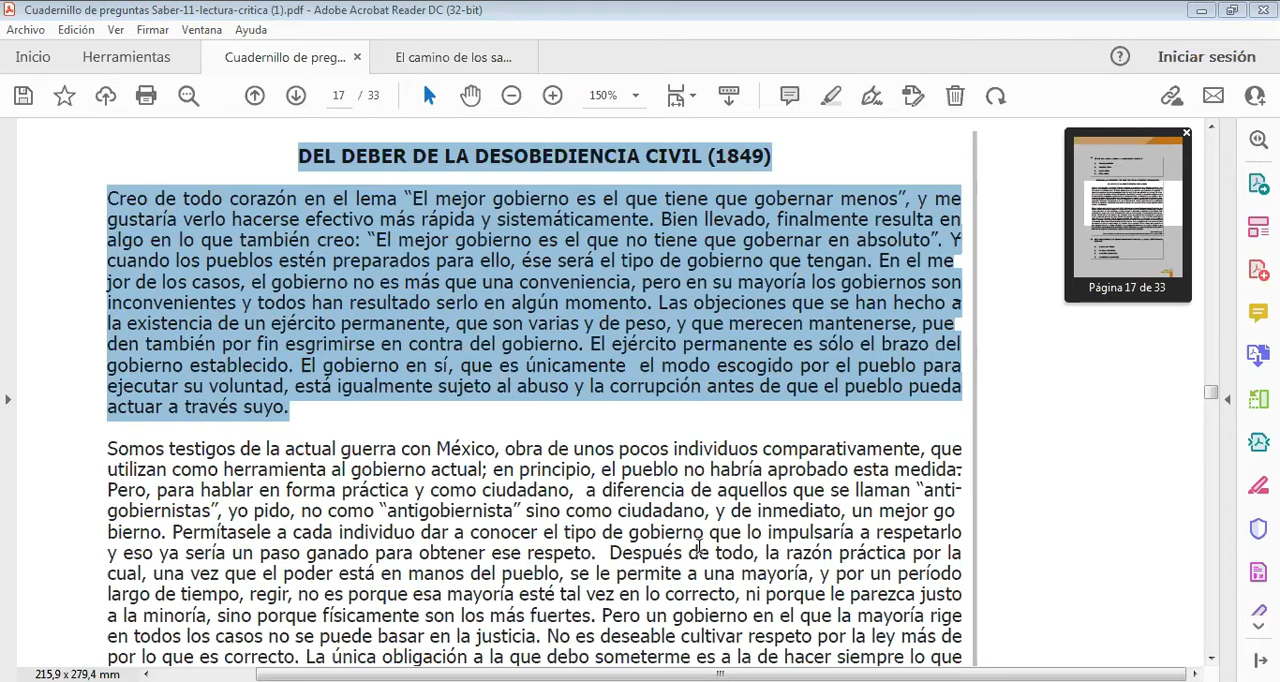 Cuadernillo de preguntas Saber-11-lectura-critica (1).pdf - Adobe Acrobat Reader DC (32-bit)
Archivo Edición Ver Firmar Ventana Ayuda
Inicio Herramientas Cuadernillo de preg... × El camino de los sa... Iniciar sesión
17 / 33 150%
DEL DEBER DE LA DESOBEDIENCIA CIVIL (1849)
Creo de todo corazón en el lema “El mejor gobierno es el que tiene que gobernar menos”, y me
gustaría verlo hacerse efectivo más rápida y sistemáticamente. Bien llevado, finalmente resulta en
algo en lo que también creo: “El mejor gobierno es el que no tiene que gobernar en absoluto”. Y
cuando los pueblos estén preparados para ello, ése será el tipo de gobierno que tengan. En el me
jor de los casos, el gobierno no es más que una conveniencia, pero en su mayoría los gobiernos son
inconvenientes y todos han resultado serlo en algún momento. Las objeciones que se han hecho a
la existencia de un ejército permanente, que son varias y de peso, y que merecen mantenerse, pue
den también por fin esgrimirse en contra del gobierno. El ejército permanente es sólo el brazo del
gobierno establecido. El gobierno en sí, que es únicamente el modo escogido por el pueblo para
ejecutar su voluntad, está igualmente sujeto al abuso y la corrupción antes de que el pueblo pueda
actuar a través suyo.
Somos testigos de la actual guerra con México, obra de unos pocos individuos comparativamente, que
utilizan como herramienta al gobierno actual; en principio, el pueblo no habría aprobado esta medida.
Pero, para hablar en forma práctica y como ciudadano, a diferencia de aquellos que se llaman “anti-
gobiernistas”, yo pido, no como “antigobiernista” sino como ciudadano, y de inmediato, un mejor go
bierno. Permítasele a cada individuo dar a conocer el tipo de gobierno que lo impulsaría a respetarlo
y eso ya sería un paso ganado para obtener ese respeto. Después de todo, la razón práctica por la
cual, una vez que el poder está en manos del pueblo, se le permite a una mayoría, y por un período
largo de tiempo, regir, no es porque esa mayoría esté tal vez en lo correcto, ni porque le parezca justo
a la minoría, sino porque físicamente son los más fuertes. Pero un gobierno en el que la mayoría rige
en todos los casos no se puede basar en la justicia. No es deseable cultivar respeto por la ley más de
por lo que es correcto. La única obligación a la que debo someterme es a la de hacer siempre lo que
Página 17 de 33
215,9 x 279,4 mm